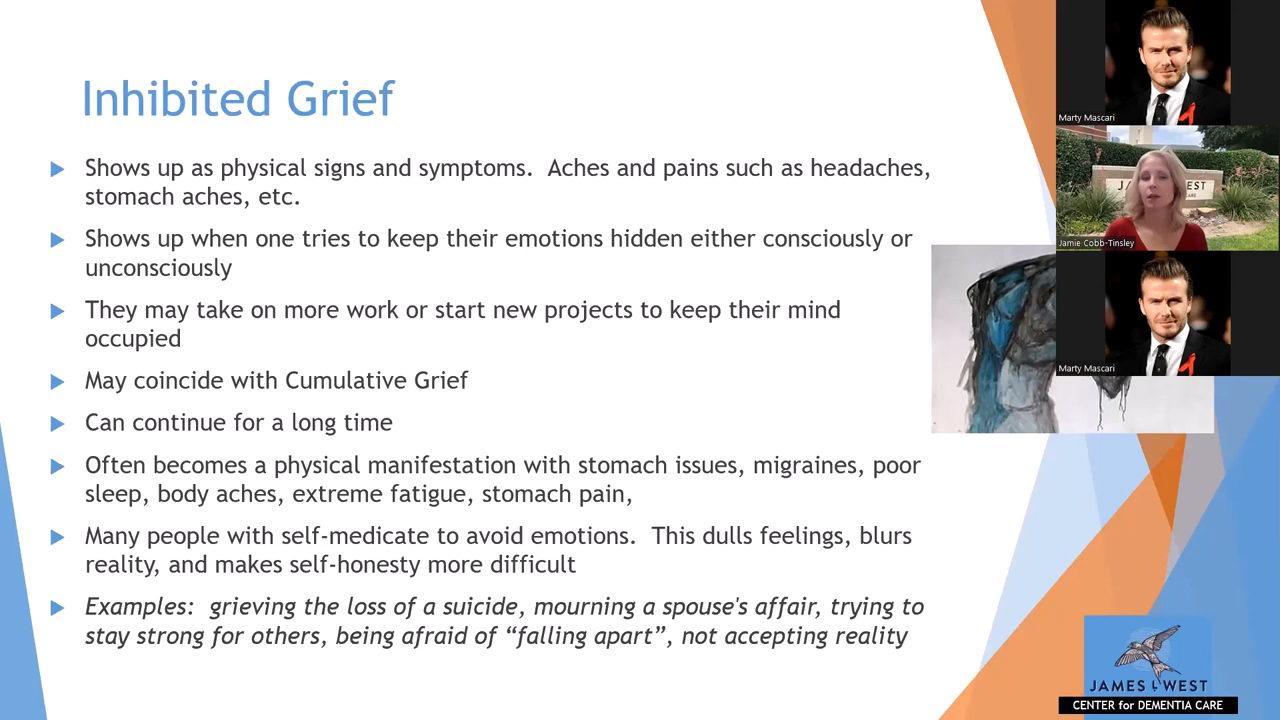 Inhibited Grief
Shows up as physical signs and symptoms.  Aches and pains such as headaches,
stomach aches, etc.
Shows up when one tries to keep their emotions hidden either consciously or
unconsciously
They may take on more work or start new projects to keep their mind
occupied
May coincide with Cumulative Grief
Can continue for a long time
Often becomes a physical manifestation with stomach issues, migraines, poor
sleep, body aches, extreme fatigue, stomach pain,
Many people with self-medicate to avoid emotions.  This dulls feelings, blurs
reality, and makes self-honesty more difficult
Examples:  grieving the loss of a suicide, mourning a spouse's affair, trying to
stay strong for others, being afraid of “falling apart”, not accepting reality
Marty Mascari
Jamie Cobb-Tinsley
Marty Mascari
JAMES L WEST
CENTER for DEMENTIA CARE